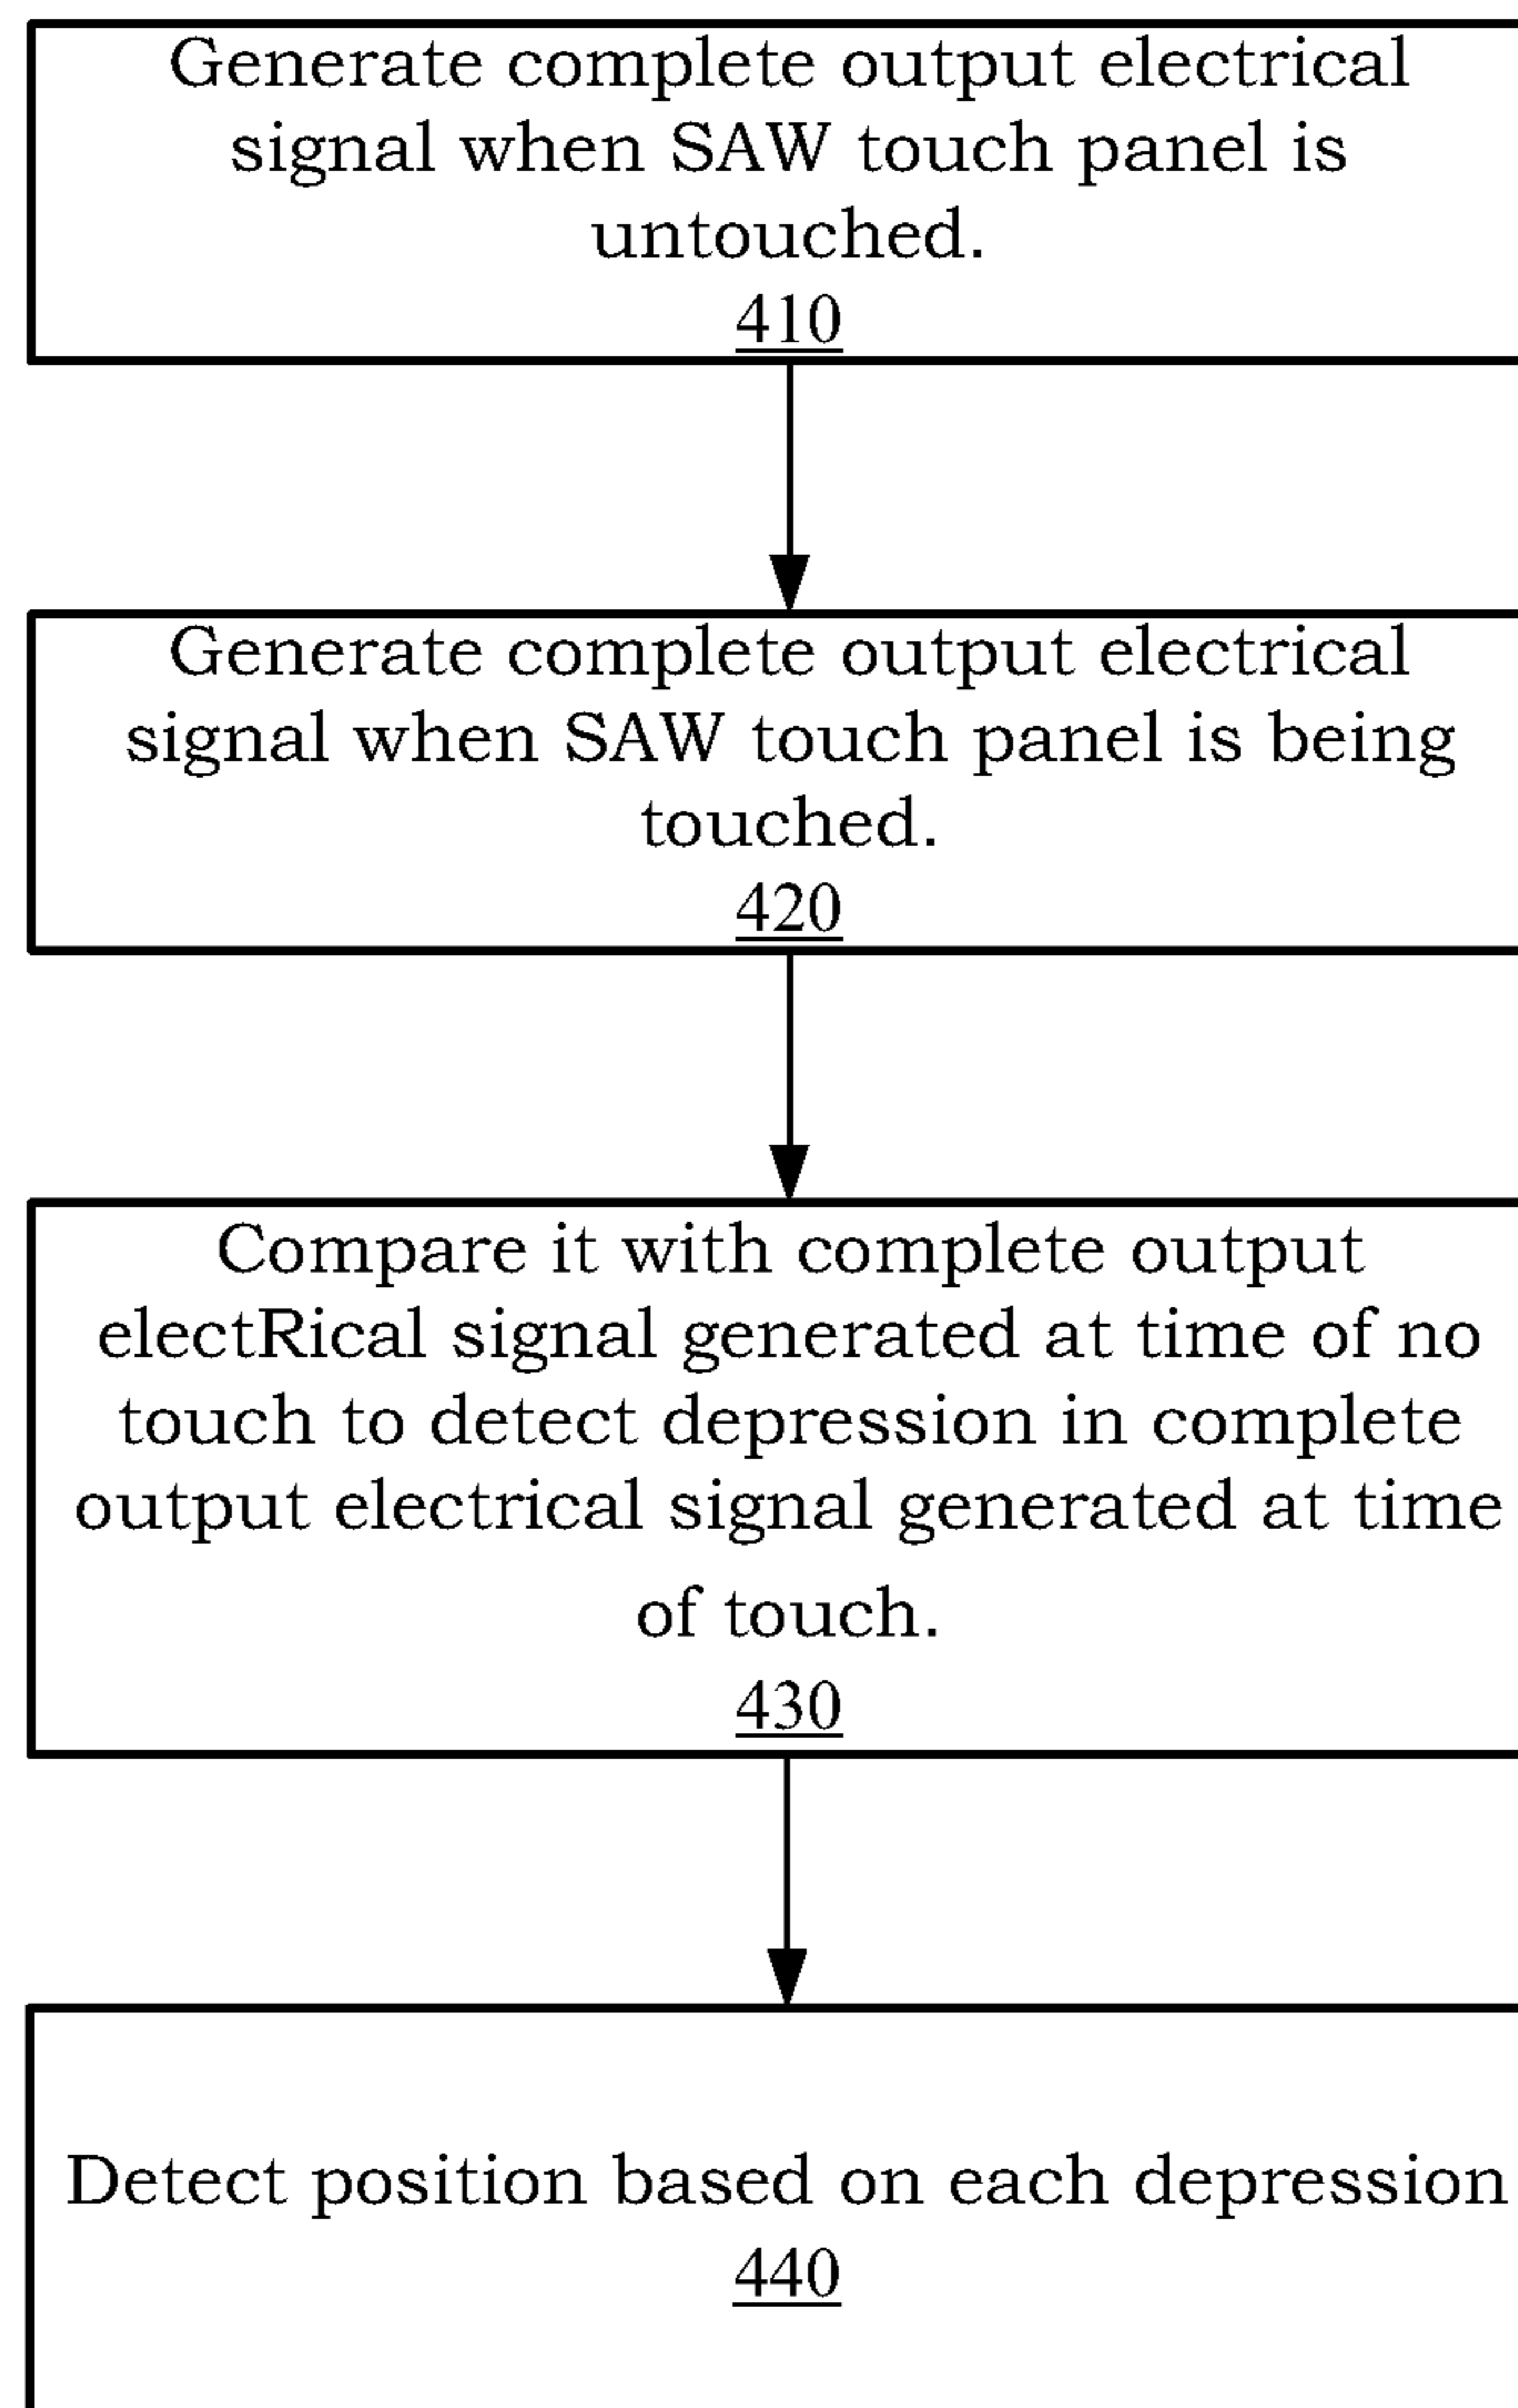 Generate complete output electrical
signal when SAW touch panel is
untouched.
410
Generate complete output electrical
signal when SAW touch panel is being
touched.
420
Compare it with complete output
electRical signal generated at time of no
touch to detect depression in complete
output electrical signal generated at time
of touch.
430
Detect position based on each depression
440